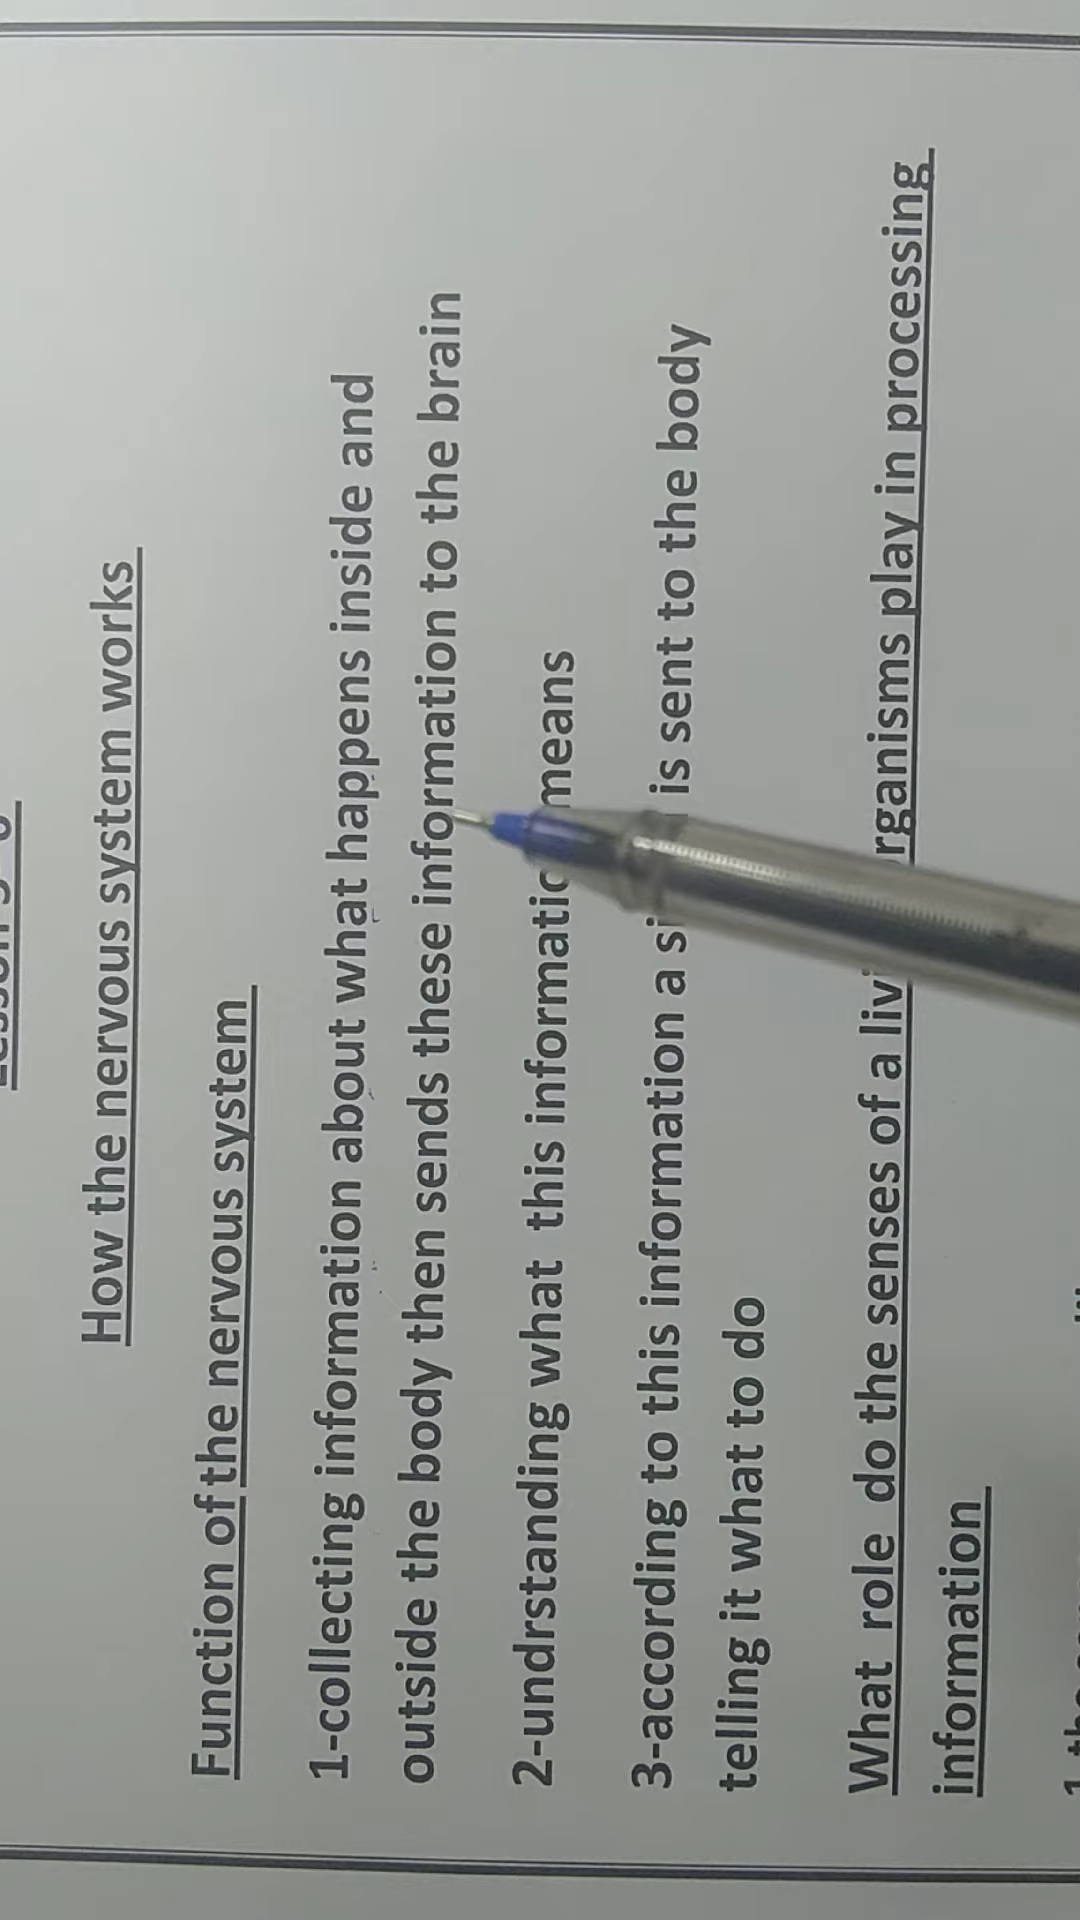 How the nervous system works
Function of the nervous system
1-collecting information about what happens inside and
outside the body then sends these information to the brain
2-undrstanding what this means
3-according to this information a is sent to the body
telling it what to do
What role do the senses of a play in processing
information